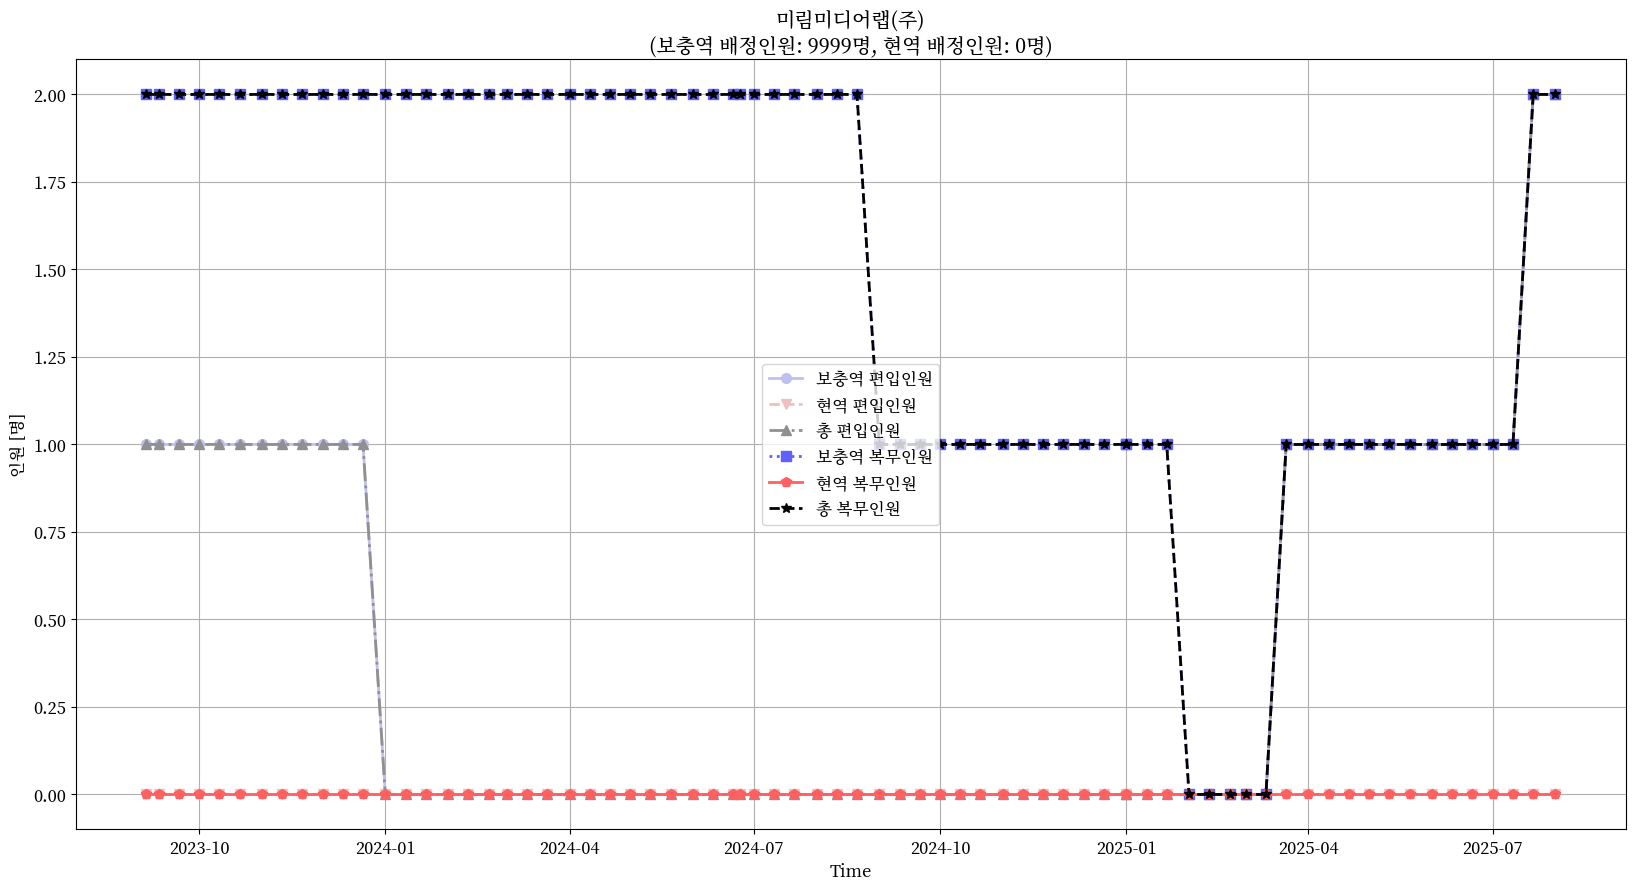 미림미디어랩(주)
(보충역 배정인원: 9999명, 현역 배정인원: 0명)
인원 [명]
2.00
1.75
1.50
1.25
1.00
0.75
0.50
0.25
0.00
보충역 편입인원
현역 편입인원
총 편입인원
보충역 복무인원
현역 복무인원
총 복무인원
2023-10
2024-01
2024-04
2024-07
2024-10
2025-01
2025-04
2025-07
Time